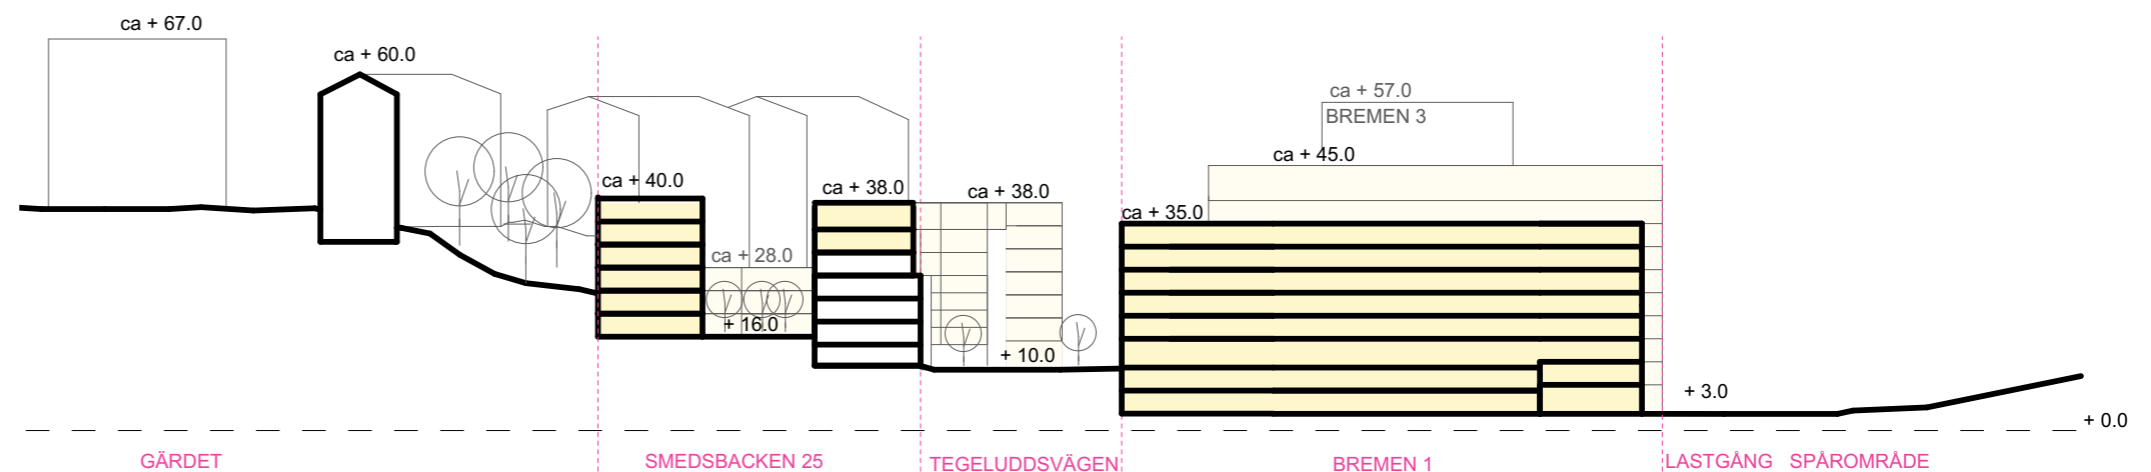 ca + 67.0
ca + 60.0
ca + 57.0
BREMEN 3
ca + 45.0
ca + 40.0
ca + 38.0
ca + 38.0
ca + 35.0
ca + 28.0
+ 16.0
+ 10.0
+ 3.0
+ 0.0
GÄRDET
SMEDSBACKEN 25
TEGELUDDSVÄGEN
BREMEN 1
LASTGÅNG
SPÅROMRÅDE